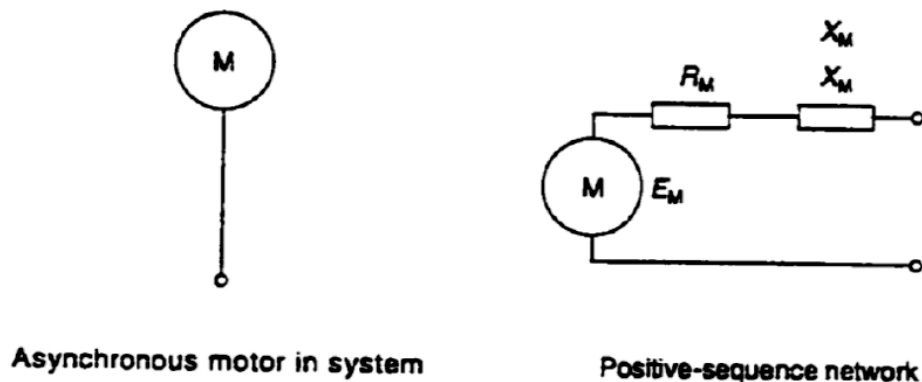 M
Asynchronous motor in system
X_M
R_M
X_M
M
E_M
Positive-sequence network